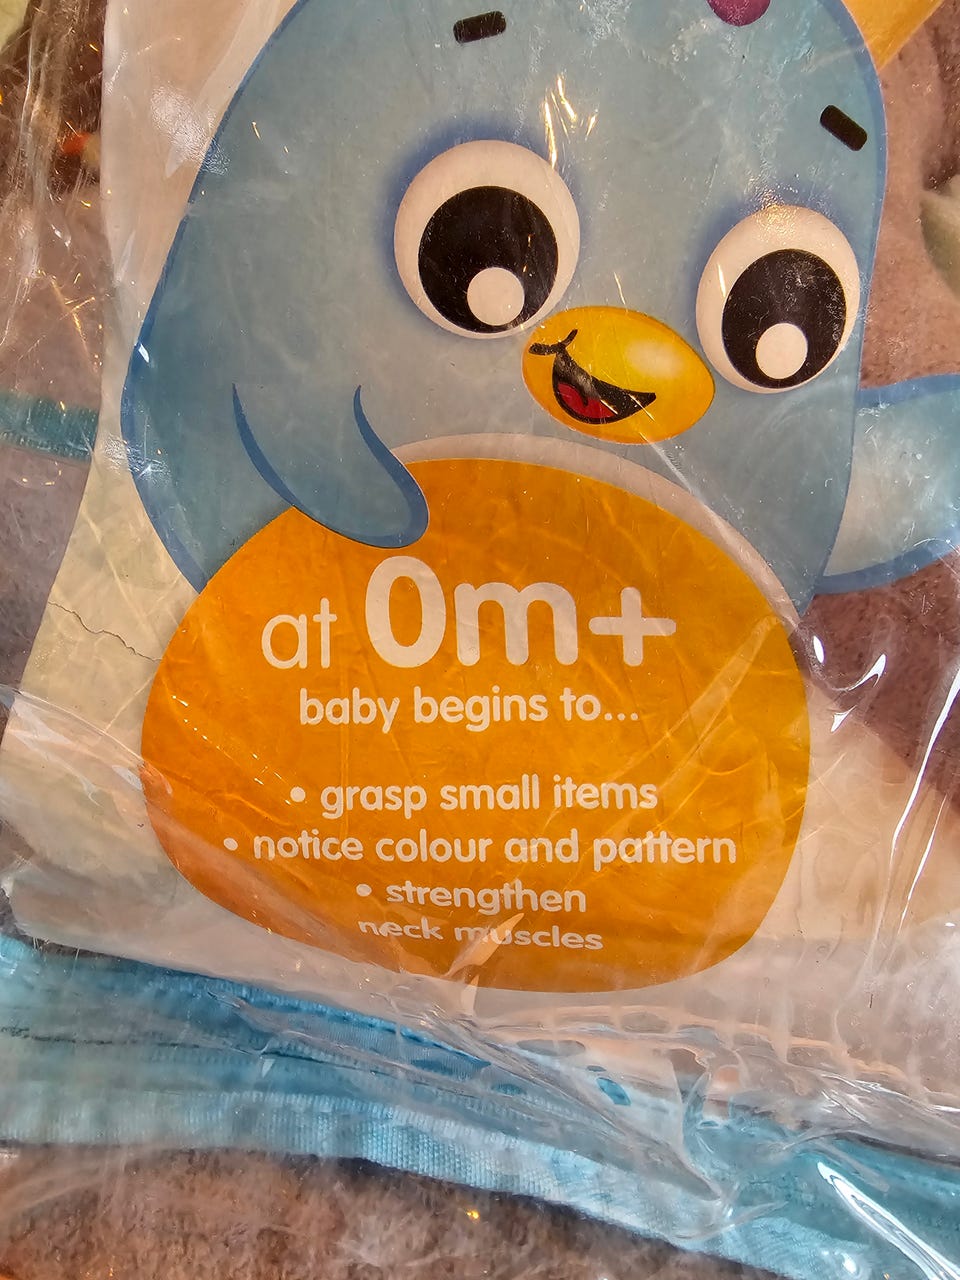 at 0m+
baby begins to...
• grasp small items
• notice colour and pattern
• strengthen
neck muscles